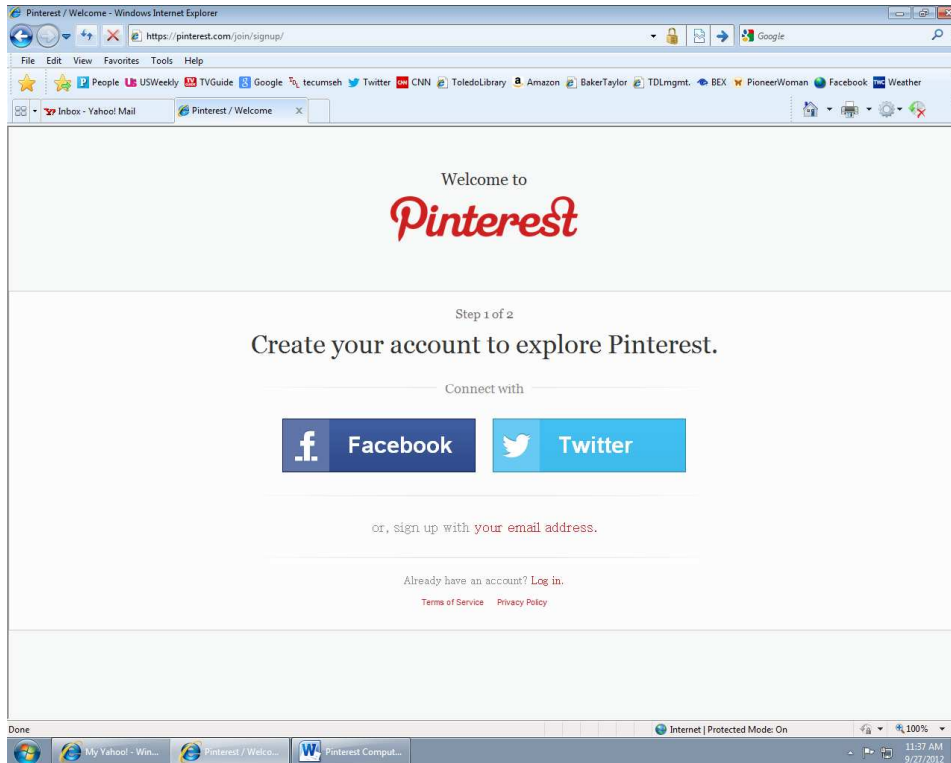 Pinterest / Welcome - Windows Internet Explorer
https://pinterest.com/join/signup/
Google
File Edit View Favorites Tools Help
People USWeekly TVGuide Google tecumseh Twitter CNN ToledoLibrary Amazon BakerTaylor TDLmgmt. BEX PioneerWoman Facebook Weather
Inbox - Yahoo! Mail Pinterest / Welcome X
Welcome to
Pinterest
Step 1 of 2
Create your account to explore Pinterest.
Connect with
Facebook Twitter
or, sign up with your email address.
Already have an account? Log in.
Terms of Service Privacy Policy
Done Internet | Protected Mode: On 100%
My Yahoo! - Win... Pinterest / Welco... Pinterest Comput... 11:37 AM
9/27/2012